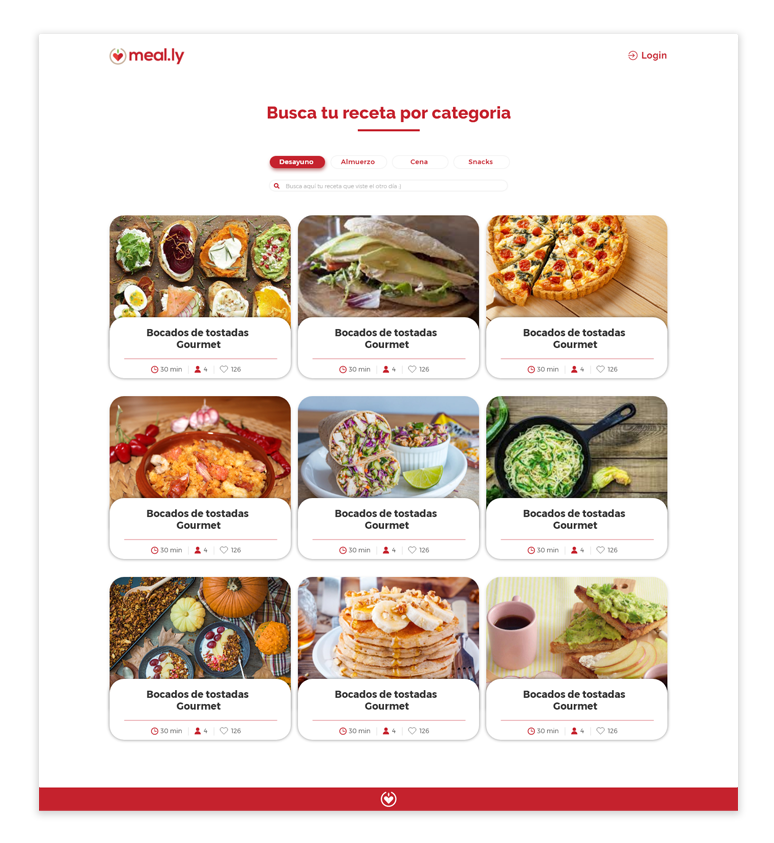 meal.ly
Login
Busca tu receta por categoria
Desayuno Almuerzo Cena Snacks
Busca aqui tu receta que viste el otro dia :)
Bocados de tostadas
Gourmet
30 min 4 126
Bocados de tostadas
Gourmet
30 min 4 126
Bocados de tostadas
Gourmet
30 min 4 126
Bocados de tostadas
Gourmet
30 min 4 126
Bocados de tostadas
Gourmet
30 min 4 126
Bocados de tostadas
Gourmet
30 min 4 126
Bocados de tostadas
Gourmet
30 min 4 126
Bocados de tostadas
Gourmet
30 min 4 126
Bocados de tostadas
Gourmet
30 min 4 126